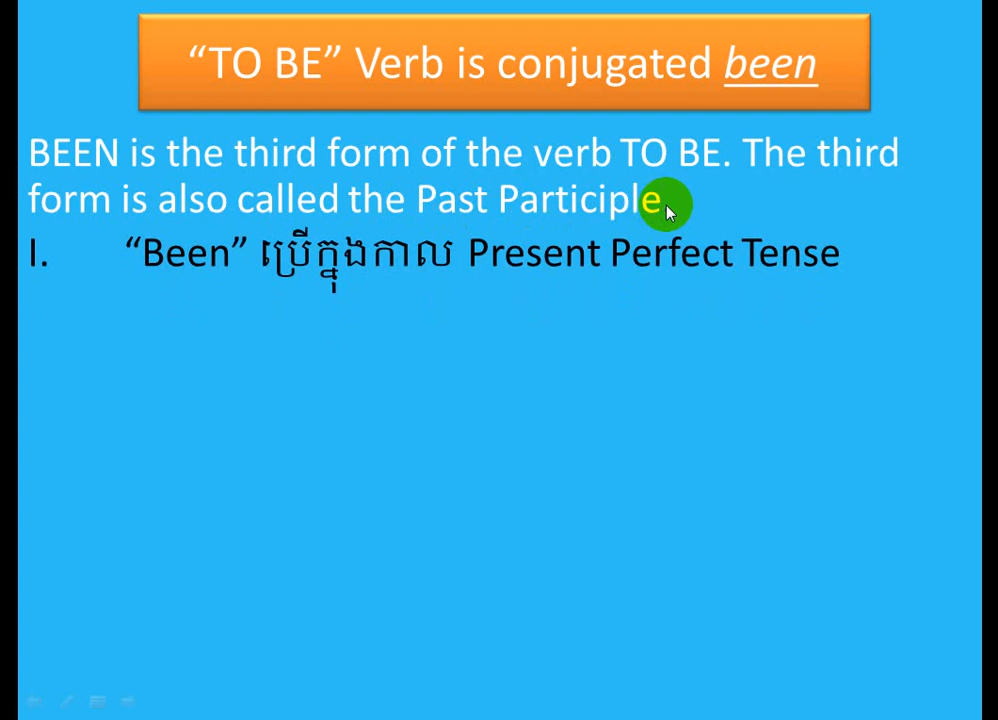 “TO BE” Verb is conjugated been
BEEN is the third form of the verb TO BE. The third
form is also called the Past Participle
I. “Been” ប្រើក្នុងកាល Present Perfect Tense